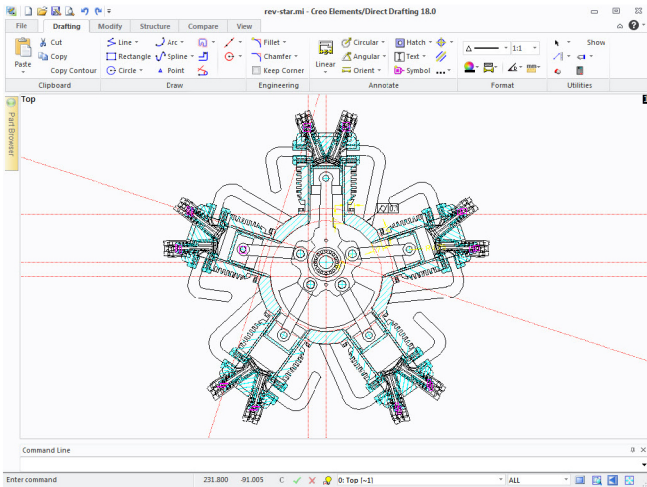 rev-star.mi - Creo Elements/Direct Drafting 18.0
File Drafting Modify Structure Compare View
Paste Cut Copy Copy Contour
Line Arc
Rectangle Spline
Circle Point
Fillet Chamfer Keep Corner
Linear Circular Angular Orient
Hatch Text Symbol ...
1:1
Show
Clipboard Draw Engineering Annotate Format Utilities
Part Browser
Top
Command Line
Enter command 231.800 -91.005 C 0: Top (~1) ALL